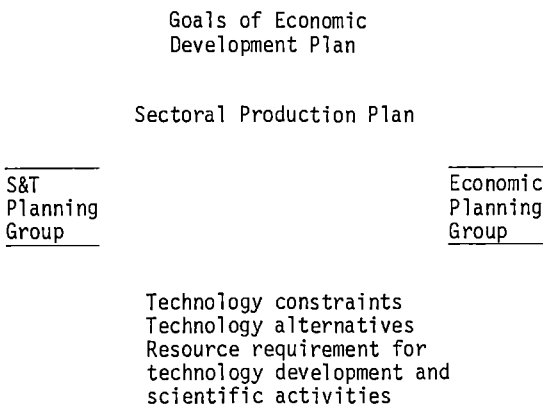 Goals of Economic
Development Plan
Sectoral Production Plan
S&T
Planning
Group
Economic
Planning
Group
Technology constraints
Technology alternatives
Resource requirement for
technology development and
scientific activities